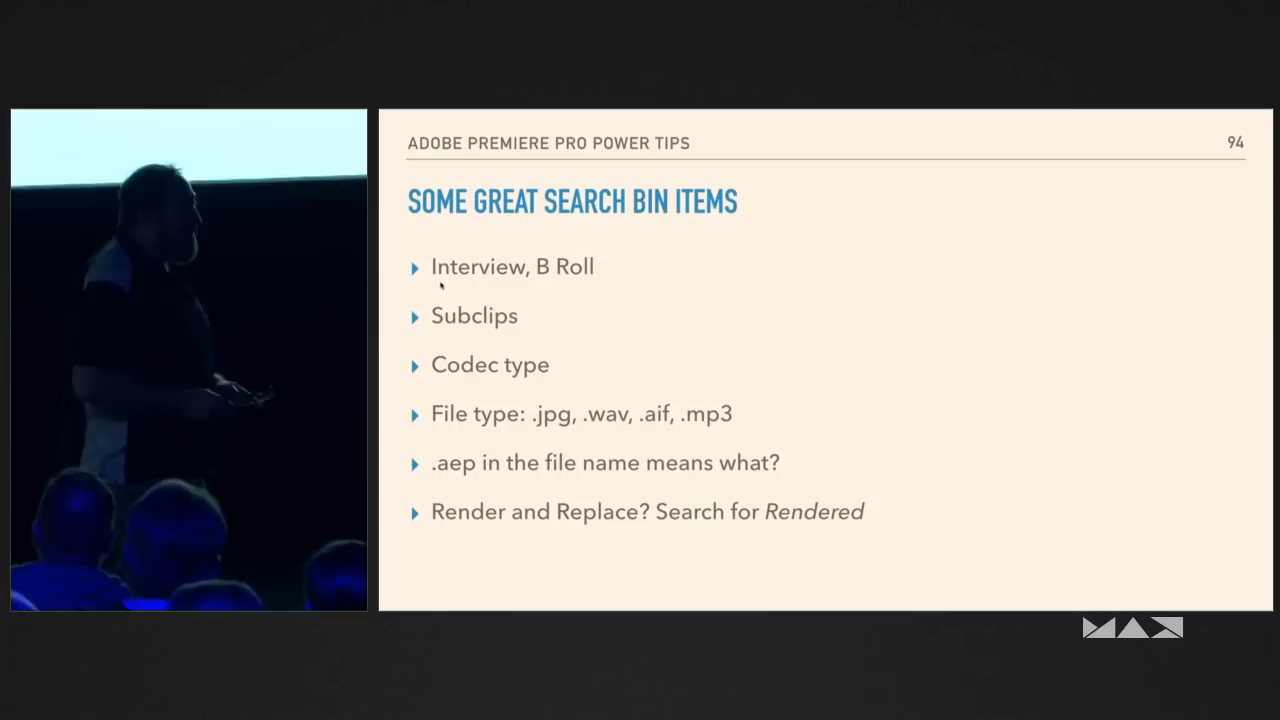 ADOBE PREMIERE PRO POWER TIPS
94
SOME GREAT SEARCH BIN ITEMS
Interview, B Roll
Subclips
Codec type
File type: .jpg, .wav, .aif, .mp3
.aep in the file name means what?
Render and Replace? Search for Rendered
MAX